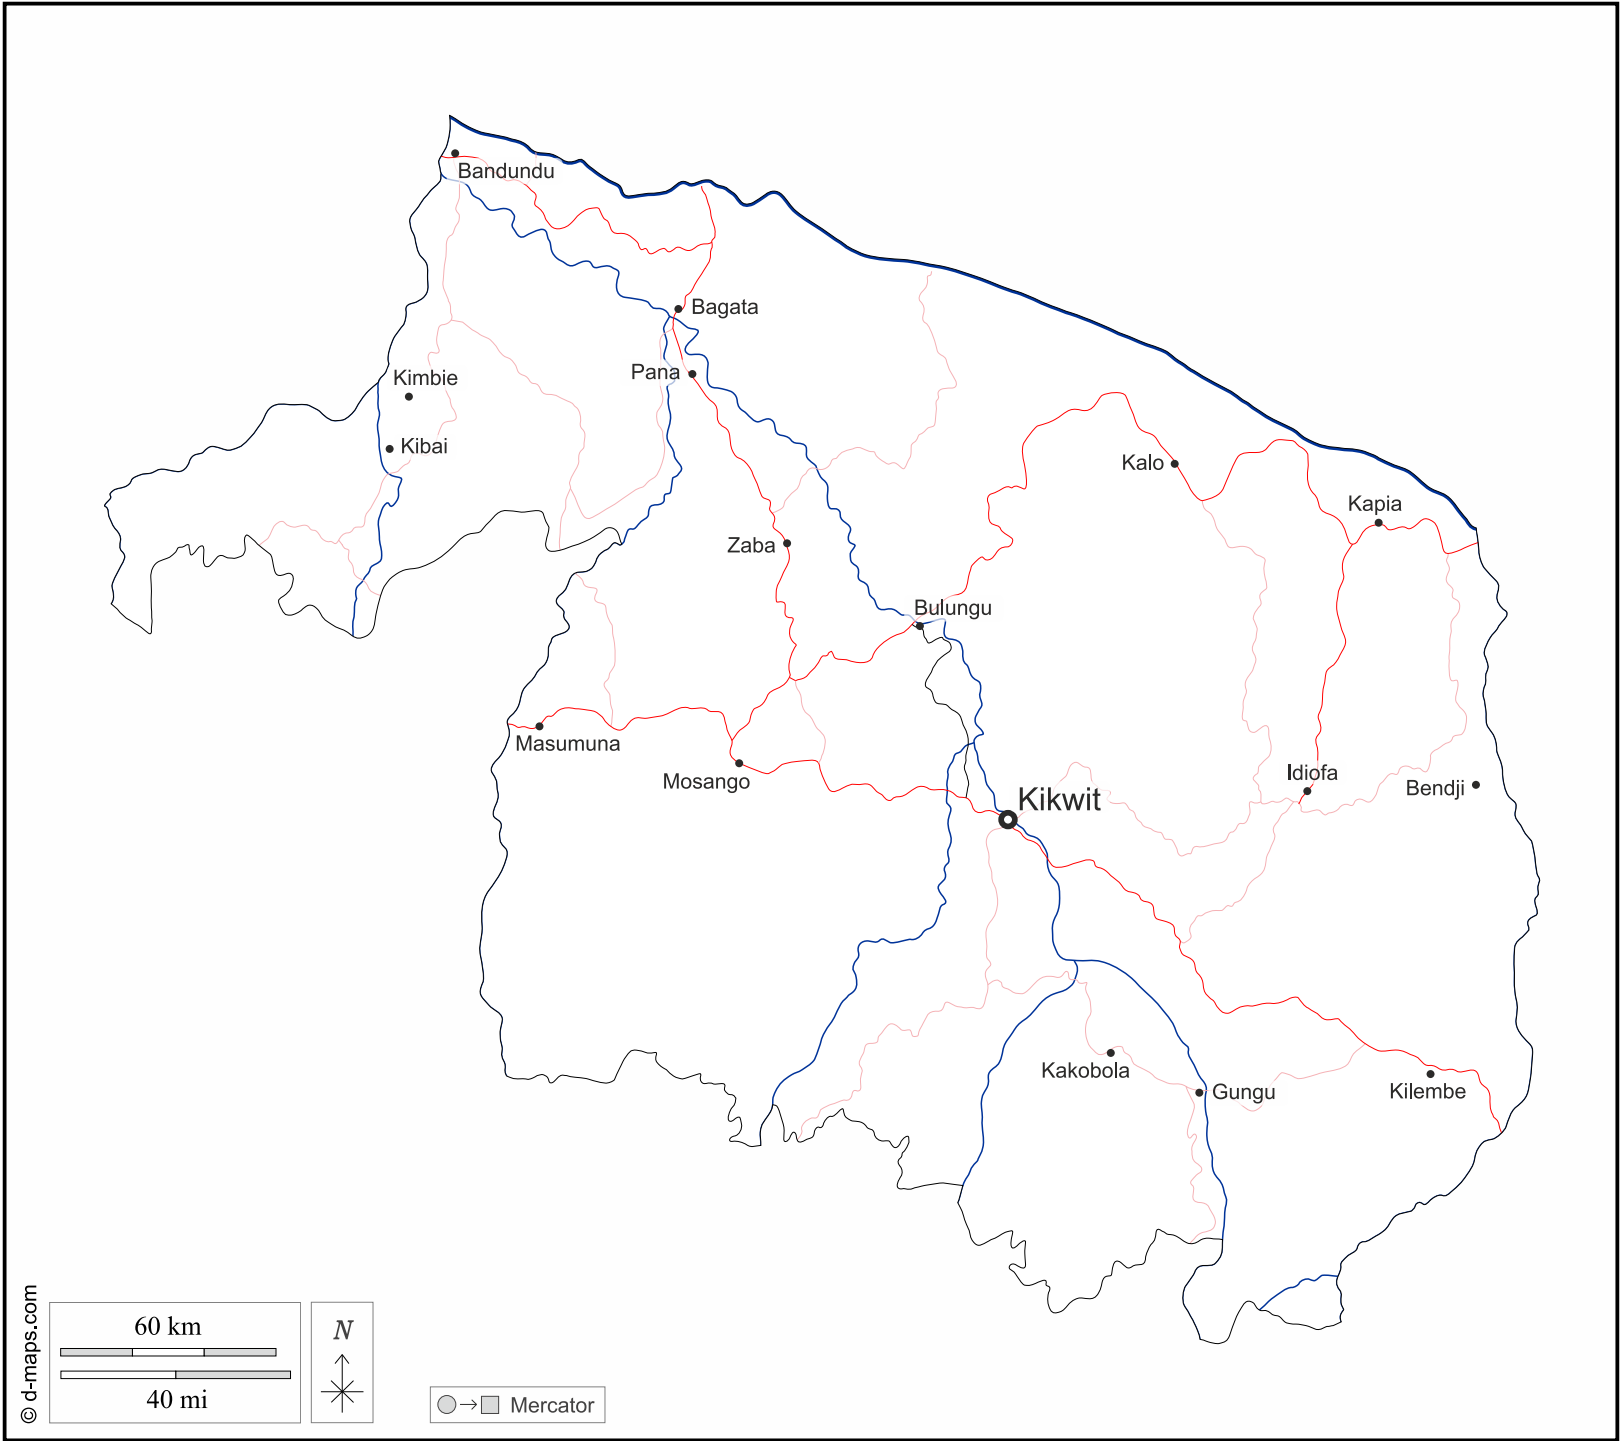 Bandundu
Bagata
Pana
Kimbie
Kibai
Kalo
Kapia
Zaba
Bulungu
Masumuna
Mosango
Idiofa
Bendji
Kikwit
Kakobola
Gungu
Kilembe
© d-maps.com
60 km
40 mi
N
Mercator